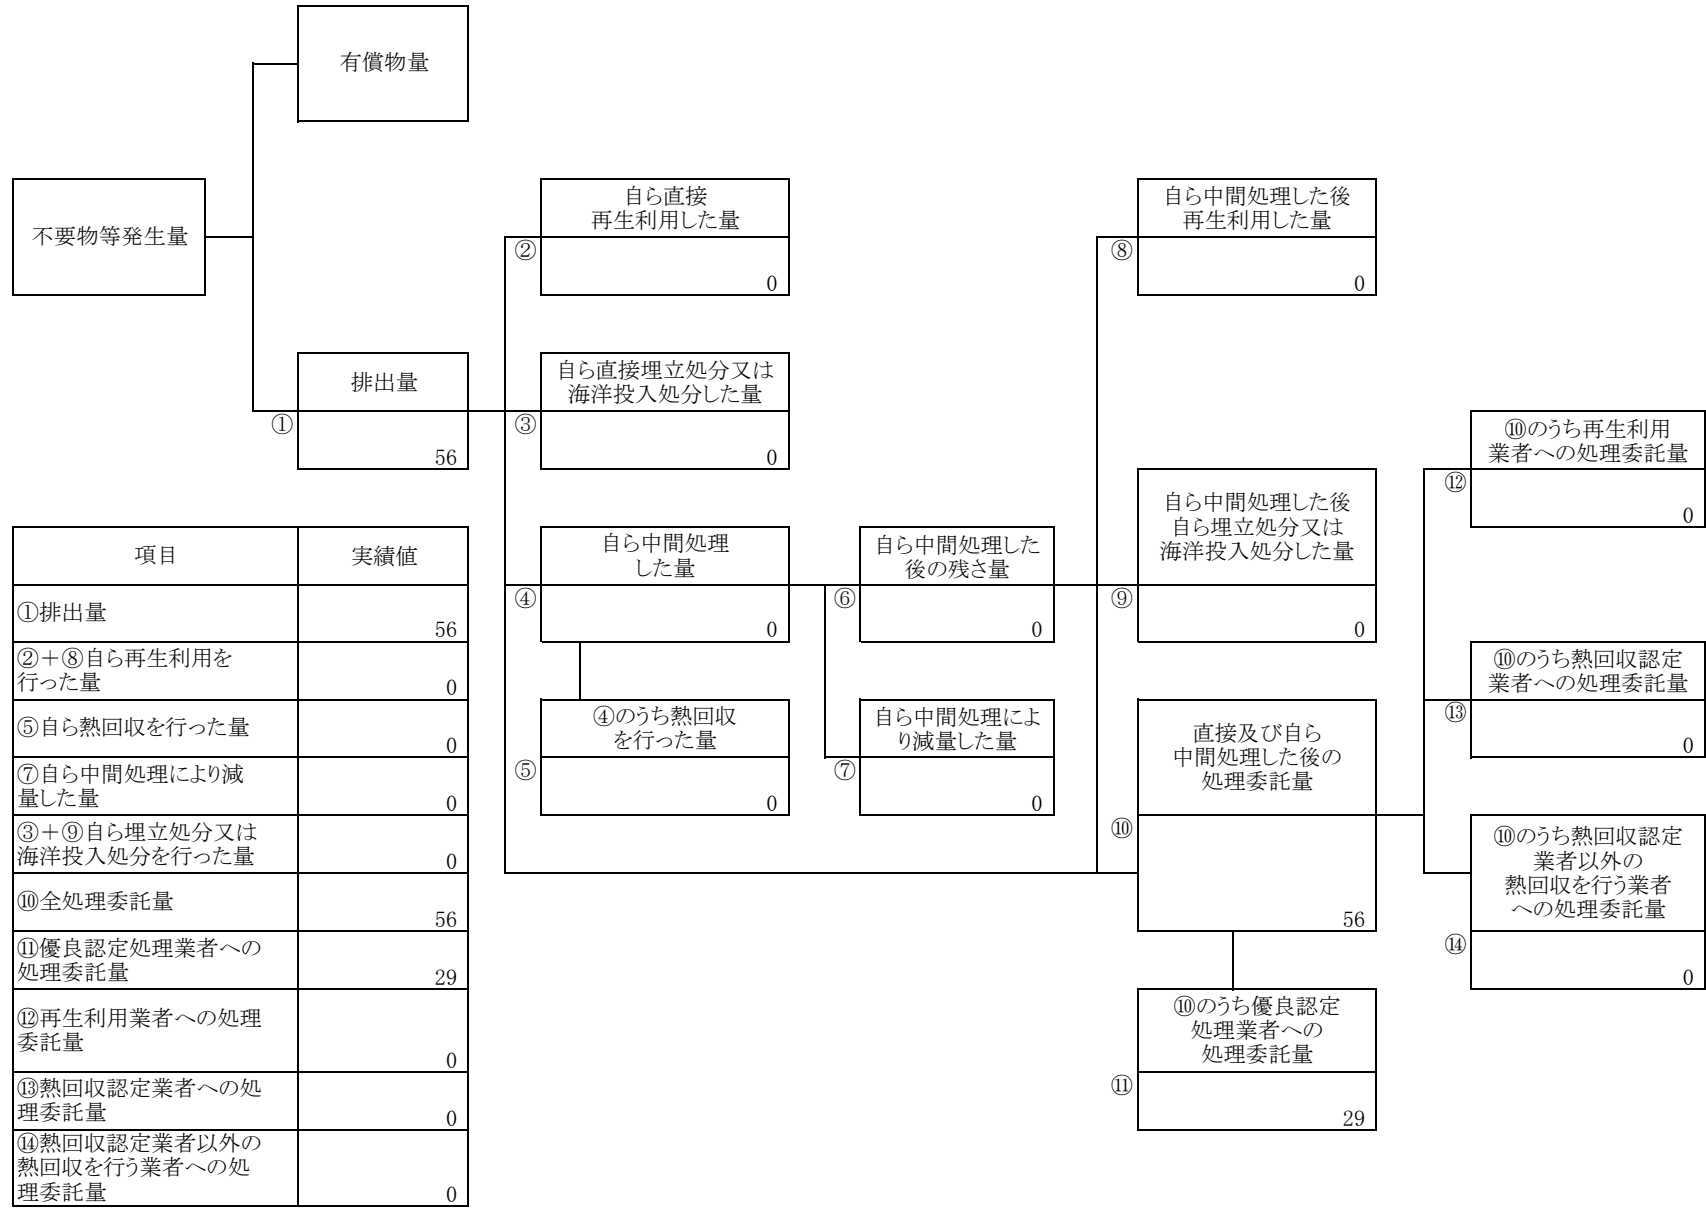 有償物量
不要物等発生量
自ら直接
再生利用した量
②
0
自ら中間処理した後
再生利用した量
⑧
0
排出量
①
56
自ら直接埋立処分又は
海洋投入処分した量
③
0
⑩のうち再生利用
業者への処理委託量
⑫
0
自ら中間処理
した量
④
0
自ら中間処理した
後の残さ量
⑥
0
自ら中間処理した後
自ら埋立処分又は
海洋投入処分した量
⑨
0
⑩のうち熱回収認定
業者への処理委託量
⑬
0
④のうち熱回収
を行った量
⑤
0
自ら中間処理によ
り減量した量
⑦
0
直接及び自ら
中間処理した後の
処理委託量
⑩
56
⑩のうち熱回収認定
業者以外の
熱回収を行う業者
への処理委託量
⑭
0
⑩のうち優良認定
処理業者への
処理委託量
⑪
29
項目 実績値
①排出量
56
②＋⑧自ら再生利用を
行った量
0
⑤自ら熱回収を行った量
0
⑦自ら中間処理により減
量した量
0
③＋⑨自ら埋立処分又は
海洋投入処分を行った量
0
⑩全処理委託量
56
⑪優良認定処理業者への
処理委託量
29
⑫再生利用業者への処理
委託量
0
⑬熱回収認定業者への処
理委託量
0
⑭熱回収認定業者以外の
熱回収を行う業者への処
理委託量
0